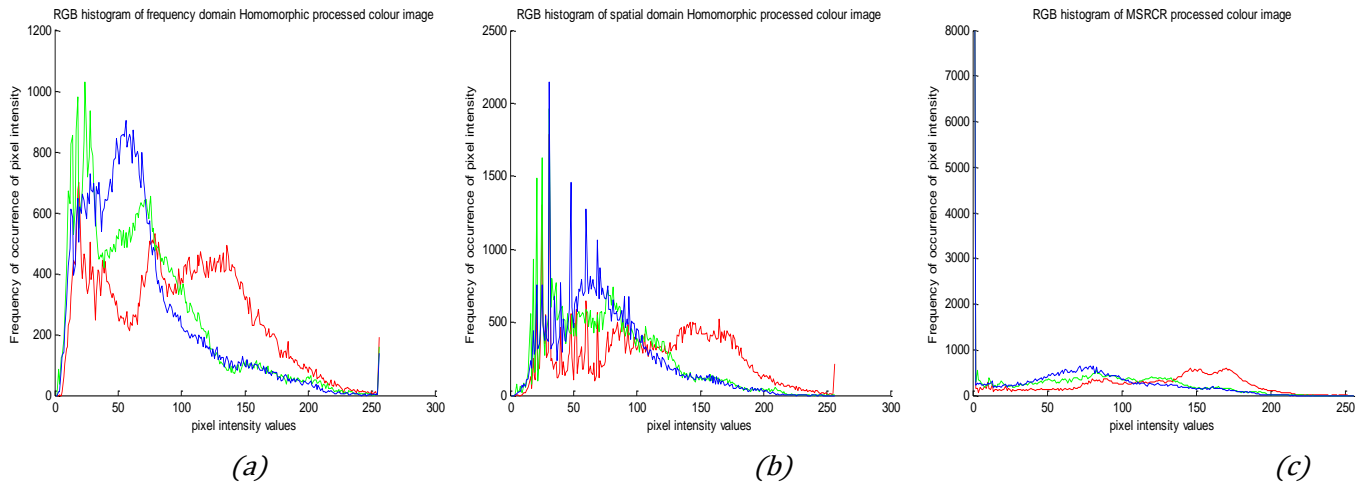 RGB histogram of frequency domain Homomorphic processed colour image
1200
1000
800
600
400
200
0
0 50 100 150 200 250 300
Frequency of occurrence of pixel intensity
pixel intensity values
(a)
RGB histogram of spatial domain Homomorphic processed colour image
2500
2000
1500
1000
500
0
0 50 100 150 200 250 300
Frequency of occurrence of pixel intensity
pixel intensity values
(b)
RGB histogram of MSRCR processed colour image
8000
7000
6000
5000
4000
3000
2000
1000
0
0 50 100 150 200 250
Frequency of occurrence of pixel intensity
pixel intensity values
(c)